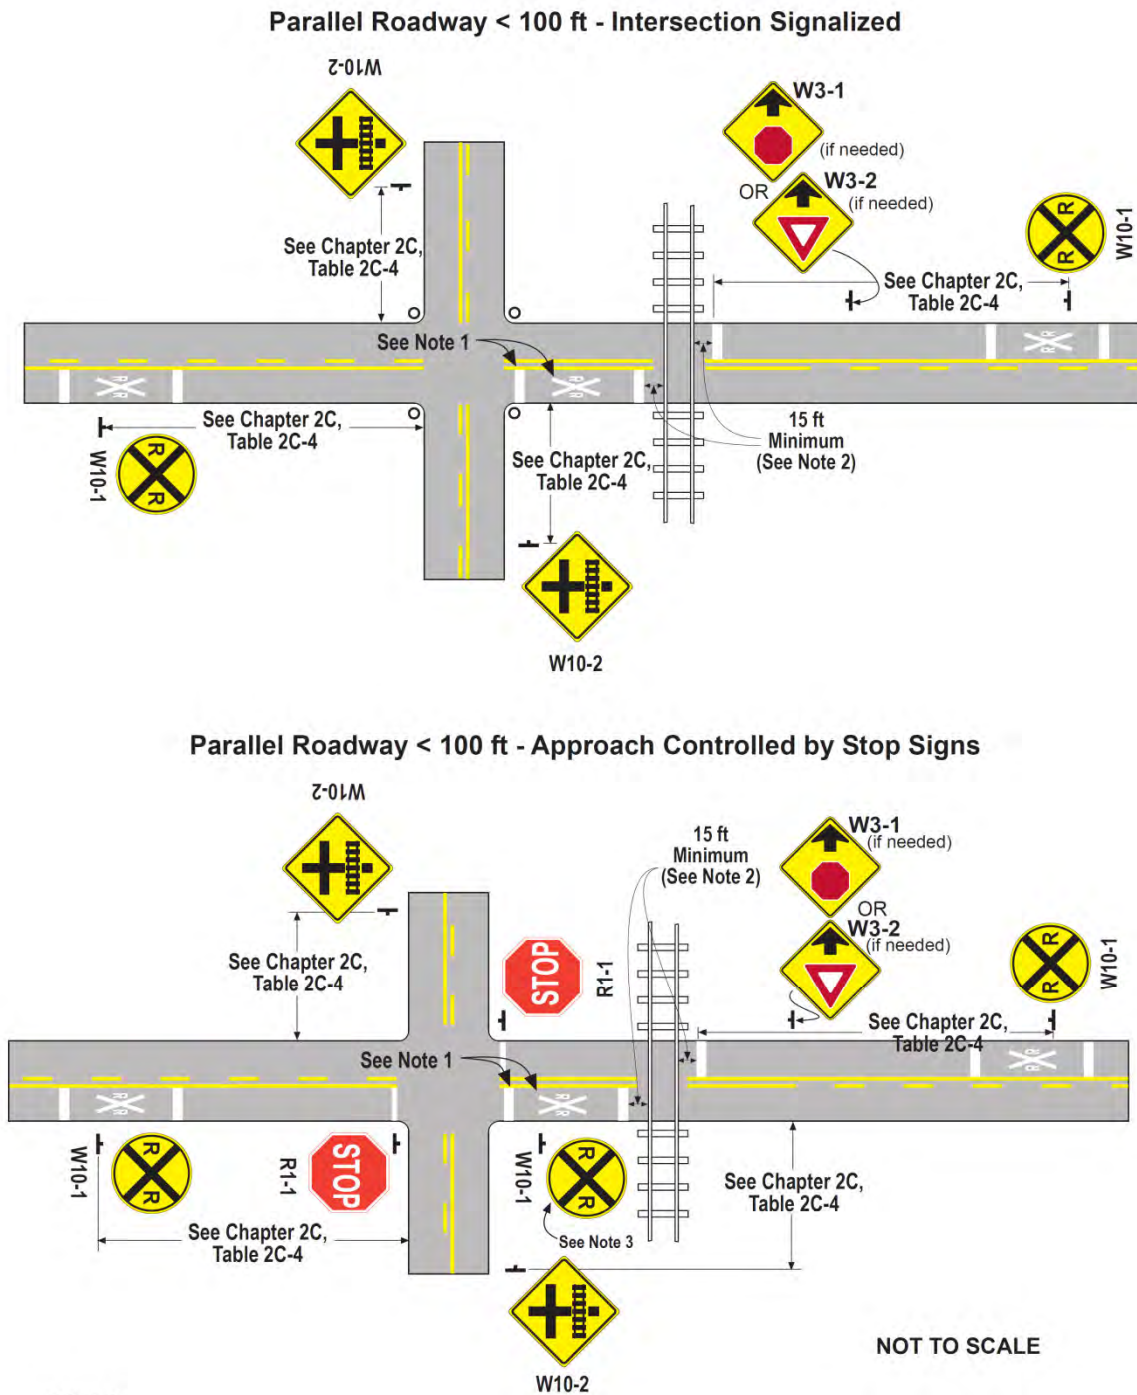 Parallel Roadway < 100 ft - Intersection Signalized
W10-2
W3-1
(if needed)
OR
W3-2
(if needed)
R
R
W10-1
See Chapter 2C,
Table 2C-4
See Chapter 2C,
Table 2C-4
See Note 1
R
R
R
R
R
R
See Chapter 2C,
Table 2C-4
15 ft
Minimum
(See Note 2)
See Chapter 2C,
Table 2C-4
W10-1
R
R
W10-2
Parallel Roadway < 100 ft - Approach Controlled by Stop Signs
W10-2
15 ft
Minimum
(See Note 2)
W3-1
(if needed)
OR
W3-2
(if needed)
R
R
W10-1
See Chapter 2C,
Table 2C-4
STOP
R1-1
See Chapter 2C,
Table 2C-4
See Note 1
R
R
R
R
R
R
W10-1
R
R
R1-1
STOP
W10-1
R
R
See Chapter 2C,
Table 2C-4
See Chapter 2C,
Table 2C-4
See Note 3
NOT TO SCALE
W10-2